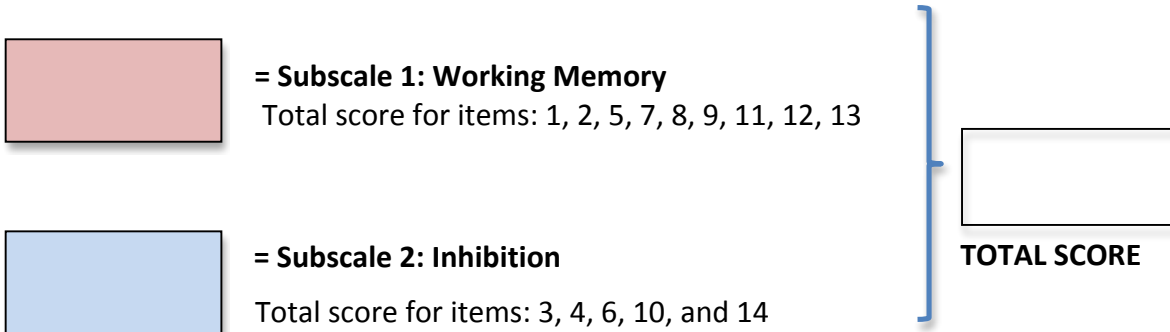 = Subscale 1: Working Memory
Total score for items: 1, 2, 5, 7, 8, 9, 11, 12, 13
= Subscale 2: Inhibition
Total score for items: 3, 4, 6, 10, and 14
TOTAL SCORE